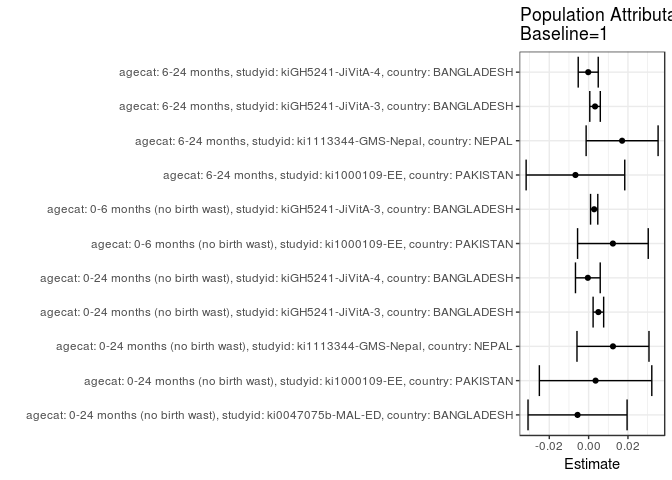 Population Attributa
Baseline=1
agecat: 6-24 months, studyid: kiGH5241-JiVitA-4, country: BANGLADESH
agecat: 6-24 months, studyid: kiGH5241-JiVitA-3, country: BANGLADESH
agecat: 6-24 months, studyid: ki1113344-GMS-Nepal, country: NEPAL
agecat: 6-24 months, studyid: ki1000109-EE, country: PAKISTAN
agecat: 0-6 months (no birth wast), studyid: kiGH5241-JiVitA-3, country: BANGLADESH
agecat: 0-6 months (no birth wast), studyid: ki1000109-EE, country: PAKISTAN
agecat: 0-24 months (no birth wast), studyid: kiGH5241-JiVitA-4, country: BANGLADESH
agecat: 0-24 months (no birth wast), studyid: kiGH5241-JiVitA-3, country: BANGLADESH
agecat: 0-24 months (no birth wast), studyid: ki1113344-GMS-Nepal, country: NEPAL
agecat: 0-24 months (no birth wast), studyid: ki1000109-EE, country: PAKISTAN
agecat: 0-24 months (no birth wast), studyid: ki0047075b-MAL-ED, country: BANGLADESH
-0.02 0.00 0.02
Estimate